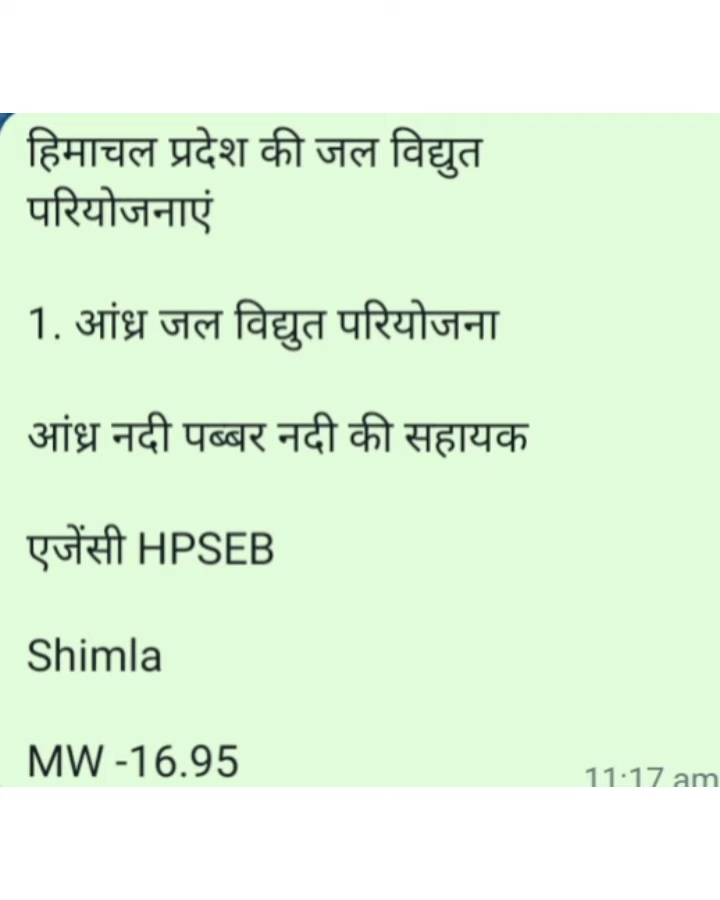 हिमाचल प्रदेश की जल विद्युत
परियोजनाएं
1. आंध्र जल विद्युत परियोजना
आंध्र नदी पब्बर नदी की सहायक
एजेंसी HPSEB
Shimla
MW -16.95
11:17 am